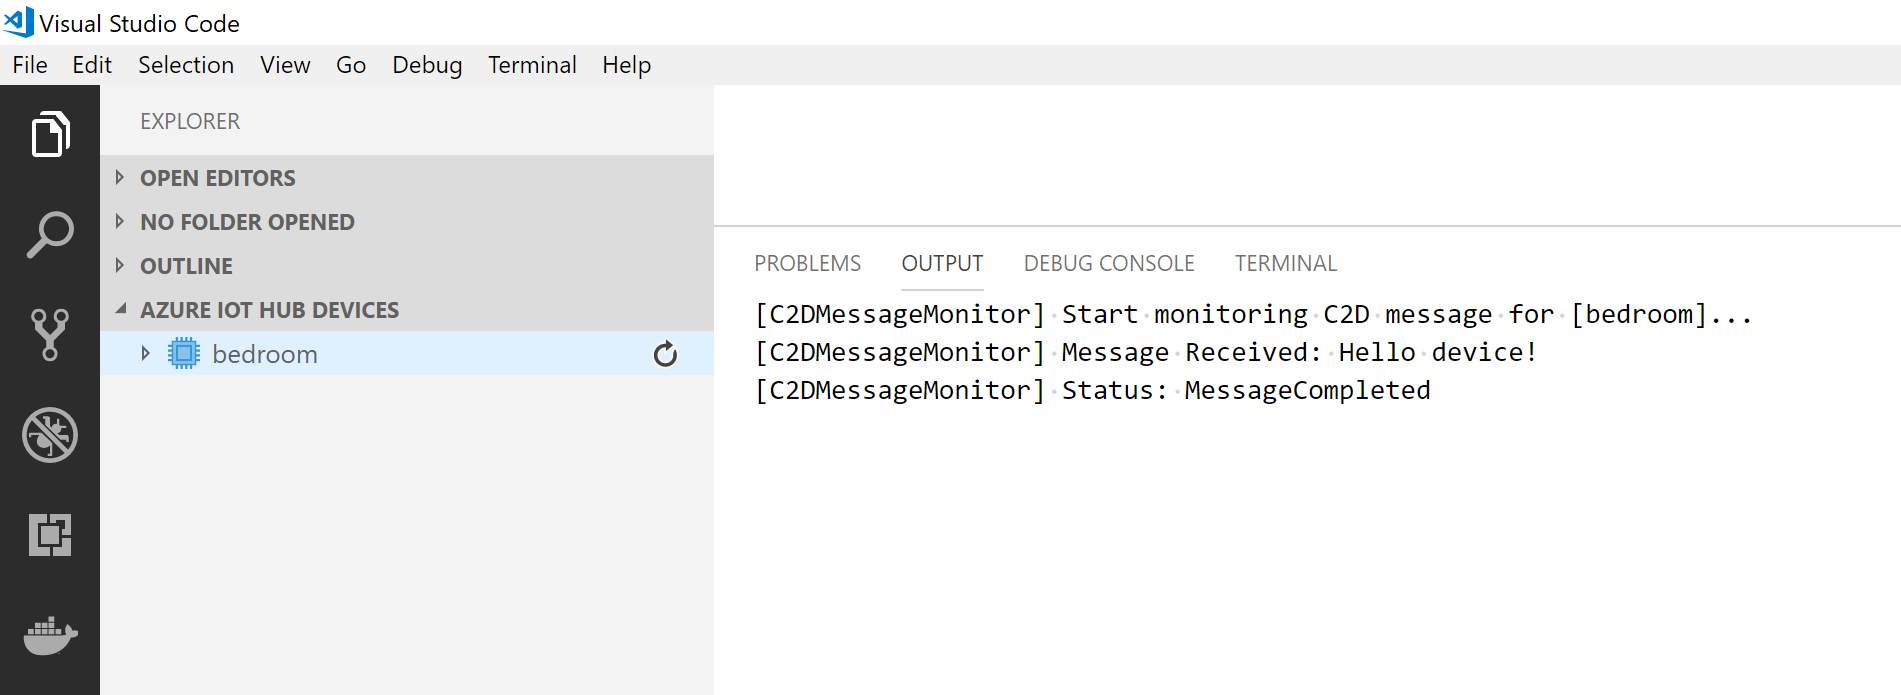 Visual Studio Code
File Edit Selection View Go Debug Terminal Help
EXPLORER
OPEN EDITORS
NO FOLDER OPENED
OUTLINE
AZURE IOT HUB DEVICES
bedroom
PROBLEMS OUTPUT DEBUG CONSOLE TERMINAL
[C2DMessageMonitor] Start monitoring C2D message for [bedroom]...
[C2DMessageMonitor] Message Received: Hello device!
[C2DMessageMonitor] Status: MessageCompleted